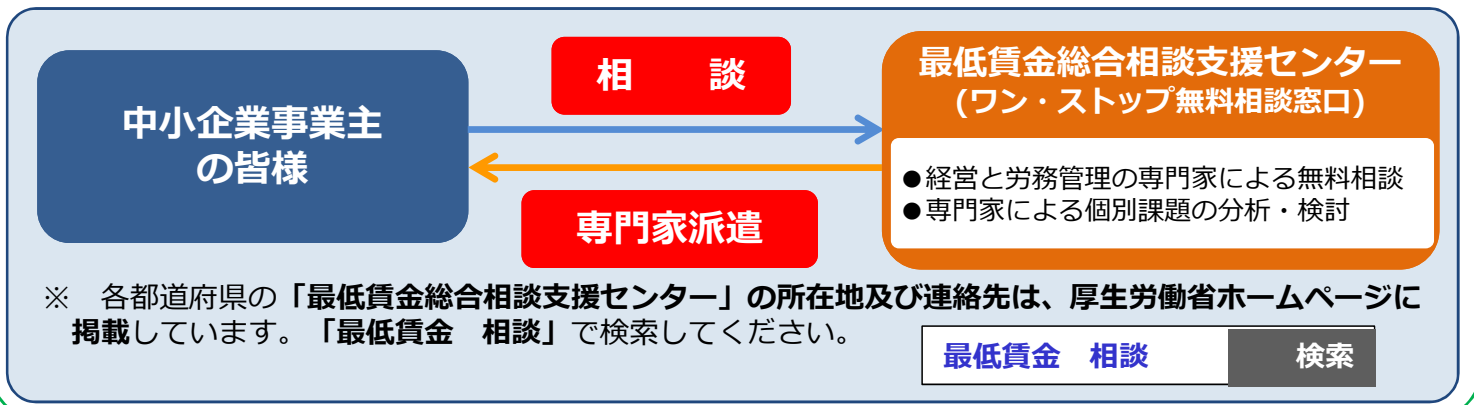 中小企業事業主
の皆様
相　談
専門家派遣
最低賃金総合相談支援センター
(ワン・ストップ無料相談窓口)
●経営と労務管理の専門家による無料相談
●専門家による個別課題の分析・検討
※　各都道府県の「最低賃金総合相談支援センター」の所在地及び連絡先は、厚生労働省ホームページに
掲載しています。「最低賃金　相談」で検索してください。
最低賃金　相談　検索